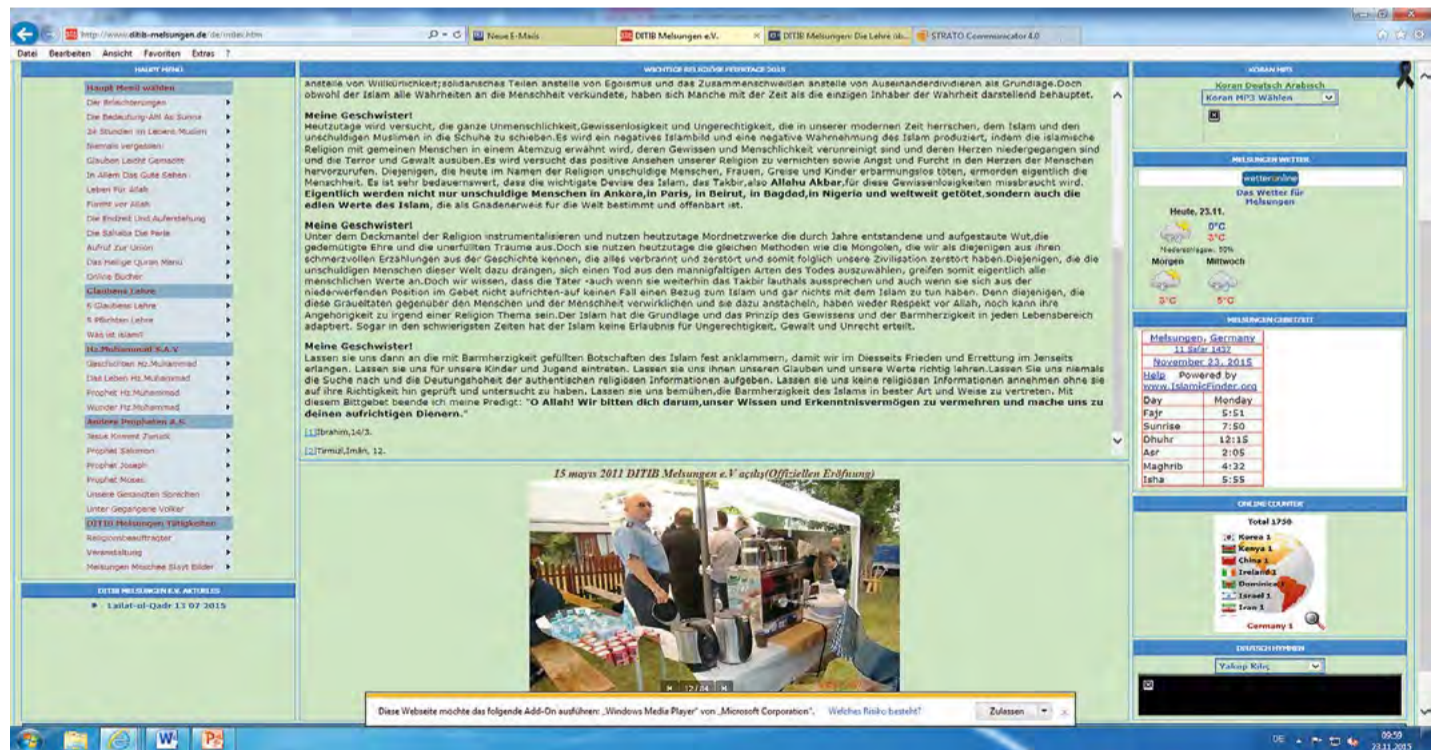 http://www.ditib-melsungen.de/de/index.htm
Neue E-Mails
DITIB Melsungen e.V.
DITIB Melsungen: Die Lehre üb...
STRATO Communicator 4.0
Datei Bearbeiten Ansicht Favoriten Extras ?
HAUPT MENÜ
Haupt Menü wählen
Der Erleichterungen
Die Bedeutung Ahl As Sunna
24 Stunden im Lebens Muslim
Niemals vergessen!
Glauben Leicht Gemacht
In Allem Das Gute Sehen
Leben Für Allah
Furcht vor Allah
Die Endzeit Und Auferstehung
Die Sahaba Die Perle
Aufruf Zur Union
Das Heilige Quran Menü
Online Bücher
Glaubens Lehre
6 Glaubens Lehre
5 Pflichten Lehre
Was ist Islam?
Hz.Muhammad S.A.V
Geschichten Hz.Muhammad
Das Leben Hz.Muhammad
Prophet Hz.Muhammad
Wunder Hz.Muhammad
Andere Propheten A.S.
Jesus Kommt Zurück
Prophet Salomon
Prophet Joseph
Prophet Moses
Unsere Gesandten Sprechen
Unter Gegangene Völker
DITIB Melsungen Tätigkeiten
Religionsbeauftragter
Veranstaltung
Melsungen Moschee Slayt Bilder
DITIB MELSUNGEN E.V. AKTUELLES
Lailat-ul-Qadr 13 07 2015
WICHTIGE RELIGIÖSE FEIERTAGE 2015
anstelle von Willkürlichkeit;solidarisches Teilen anstelle von Egoismus und das Zusammenschweißen anstelle von Auseinanderdividieren als Grundlage.Doch
obwohl der Islam alle Wahrheiten an die Menschheit verkündete, haben sich Manche mit der Zeit als die einzigen Inhaber der Wahrheit darstellend behauptet.
Meine Geschwister!
Heutzutage wird versucht, die ganze Unmenschlichkeit,Gewissenlosigkeit und Ungerechtigkeit, die in unserer modernen Zeit herrschen, dem Islam und den
unschuldigen Muslimen in die Schuhe zu schieben.Es wird ein negatives Islambild und eine negative Wahrnehmung des Islam produziert, indem die islamische
Religion mit gemeinen Menschen in einem Atemzug erwähnt wird, deren Gewissen und Menschlichkeit verunreinigt sind und deren Herzen niedergegangen sind
und die Terror und Gewalt ausüben.Es wird versucht das positive Ansehen unserer Religion zu vernichten sowie Angst und Furcht in den Herzen der Menschen
hervorzurufen. Diejenigen, die heute im Namen der Religion unschuldige Menschen, Frauen, Greise und Kinder erbarmungslos töten, ermorden eigentlich die
Menschheit. Es ist sehr bedauernswert, dass die wichtigste Devise des Islam, das Takbir,also Allahu Akbar,für diese Gewissenlosigkeiten missbraucht wird.
Eigentlich werden nicht nur unschuldige Menschen in Ankara,in Paris, in Beirut, in Bagdad,in Nigeria und weltweit getötet,sondern auch die
edlen Werte des Islam, die als Gnadenerweis für die Welt bestimmt und offenbart ist.
Meine Geschwister!
Unter dem Deckmantel der Religion instrumentalisieren und nutzen heutzutage Mordnetzwerke die durch Jahre entstandene und aufgestaute Wut,die
gedemütigte Ehre und die unerfüllten Träume aus.Doch sie nutzen heutzutage die gleichen Methoden wie die Mongolen, die wir als diejenigen aus ihren
schmerzvollen Erzählungen aus der Geschichte kennen, die alles verbrannt und zerstört und somit folglich unsere Zivilisation zerstört haben.Diejenigen, die die
unschuldigen Menschen dieser Welt dazu drängen, sich einen Tod aus den mannigfaltigen Arten des Todes auszuwählen, greifen somit eigentlich alle
menschlichen Werte an.Doch wir wissen, dass die Täter -auch wenn sie weiterhin das Takbir lauthals aussprechen und auch wenn sie sich aus der
niederwerfenden Position im Gebet nicht aufrichten-auf keinen Fall einen Bezug zum Islam und gar nichts mit dem Islam zu tun haben. Denn diejenigen, die
diese Gräueltaten gegenüber den Menschen und der Menschheit verwirklichen und sie dazu anstacheln, haben weder Respekt vor Allah, noch kann ihre
Angehörigkeit zu irgend einer Religion Thema sein.Der Islam hat die Grundlage und das Prinzip des Gewissens und der Barmherzigkeit in jeden Lebensbereich
adaptiert. Sogar in den schwierigsten Zeiten hat der Islam keine Erlaubnis für Ungerechtigkeit, Gewalt und Unrecht erteilt.
Meine Geschwister!
Lassen sie uns dann an die mit Barmherzigkeit gefüllten Botschaften des Islam fest anklammern, damit wir im Diesseits Frieden und Errettung im Jenseits
erlangen. Lassen sie uns für unsere Kinder und Jugend eintreten. Lassen sie uns ihnen unseren Glauben und unsere Werte richtig lehren.Lassen Sie uns niemals
die Suche nach und die Deutungshoheit der authentischen religiösen Informationen aufgeben. Lassen sie uns keine religiösen Informationen annehmen ohne sie
auf ihre Richtigkeit hin geprüft und untersucht zu haben. Lassen sie uns bemühen,die Barmherzigkeit des Islams in bester Art und Weise zu vertreten. Mit
diesem Bittgebet beende ich meine Predigt: "O Allah! Wir bitten dich darum,unser Wissen und Erkenntnisvermögen zu vermehren und mache uns zu
deinen aufrichtigen Dienern."
[1]Ibrahim,14/3.
[2]Tirmizî,Imân, 12.
15 mayıs 2011 DITIB Melsungen e.V açılış(Offiziellen Eröfnung)
12 / 84
KORAN MP3
Koran Deutsch Arabisch
Koran MP3 Wählen
MELSUNGEN WETTER
wetteronline
Das Wetter für
Melsungen
Heute, 23.11.
0°C
3°C
Niederschlagsw.: 50%
Morgen Mittwoch
3°C 5°C
MELSUNGEN GEBETZEIT
Melsungen, Germany
11 Safar 1437
November 23, 2015
Help Powered by
www.IslamicFinder.org
Day Monday
Fajr 5:51
Sunrise 7:50
Dhuhr 12:15
Asr 2:05
Maghrib 4:32
Isha 5:55
ONLINE COUNTER
Total 1750
Korea 1
Kenya 1
China 1
Ireland 1
Dominica 1
Israel 1
Iran 1
Germany 1
DEUTSCH HYMNEN
Yakup Kılıç
Diese Webseite möchte das folgende Add-On ausführen: „Windows Media Player" von „Microsoft Corporation".
Welches Risiko besteht?
Zulassen
DE
09:50
23.11.2015